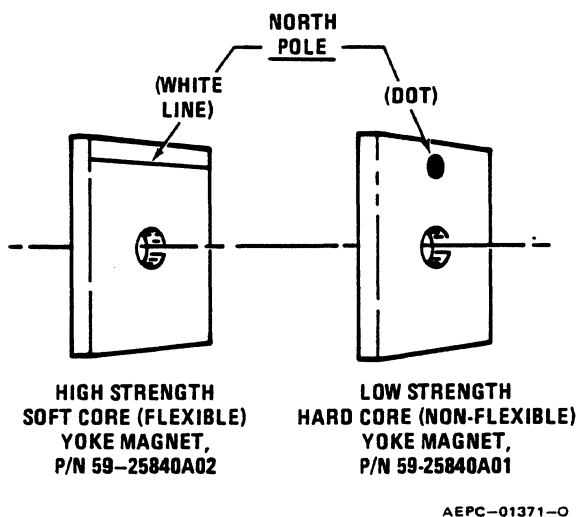 NORTH
POLE
(WHITE
LINE)
(DOT)
HIGH STRENGTH
SOFT CORE (FLEXIBLE)
YOKE MAGNET,
P/N 59–25840A02
LOW STRENGTH
HARD CORE (NON-FLEXIBLE)
YOKE MAGNET,
P/N 59-25840A01
AEPC–01371–O